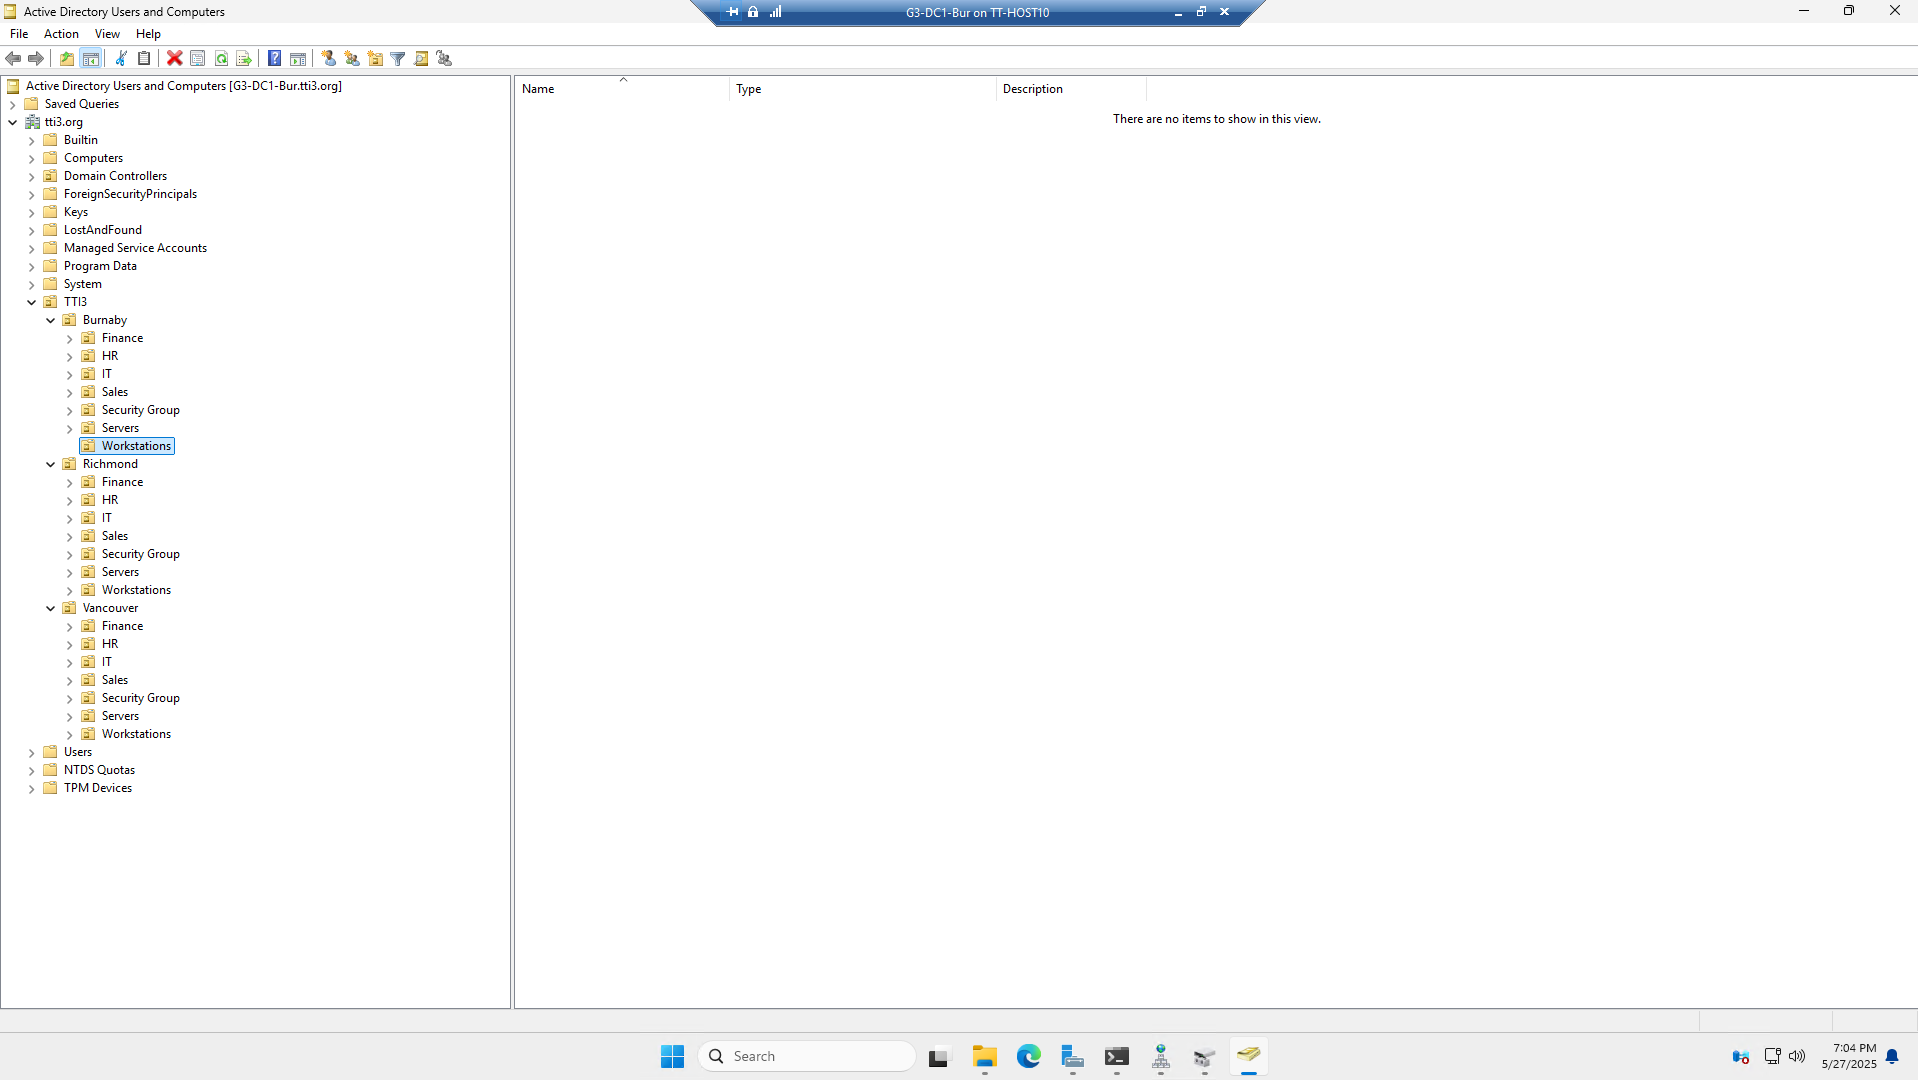 Active Directory Users and Computers
G3-DC1-Bur on TT-HOST10
File Action View Help
Active Directory Users and Computers [G3-DC1-Bur.tti3.org]
Saved Queries
tti3.org
Builtin
Computers
Domain Controllers
ForeignSecurityPrincipals
Keys
LostAndFound
Managed Service Accounts
Program Data
System
TTI3
Burnaby
Finance
HR
IT
Sales
Security Group
Servers
Workstations
Richmond
Finance
HR
IT
Sales
Security Group
Servers
Workstations
Vancouver
Finance
HR
IT
Sales
Security Group
Servers
Workstations
Users
NTDS Quotas
TPM Devices
Name Type Description
There are no items to show in this view.
Search
7:04 PM
5/27/2025